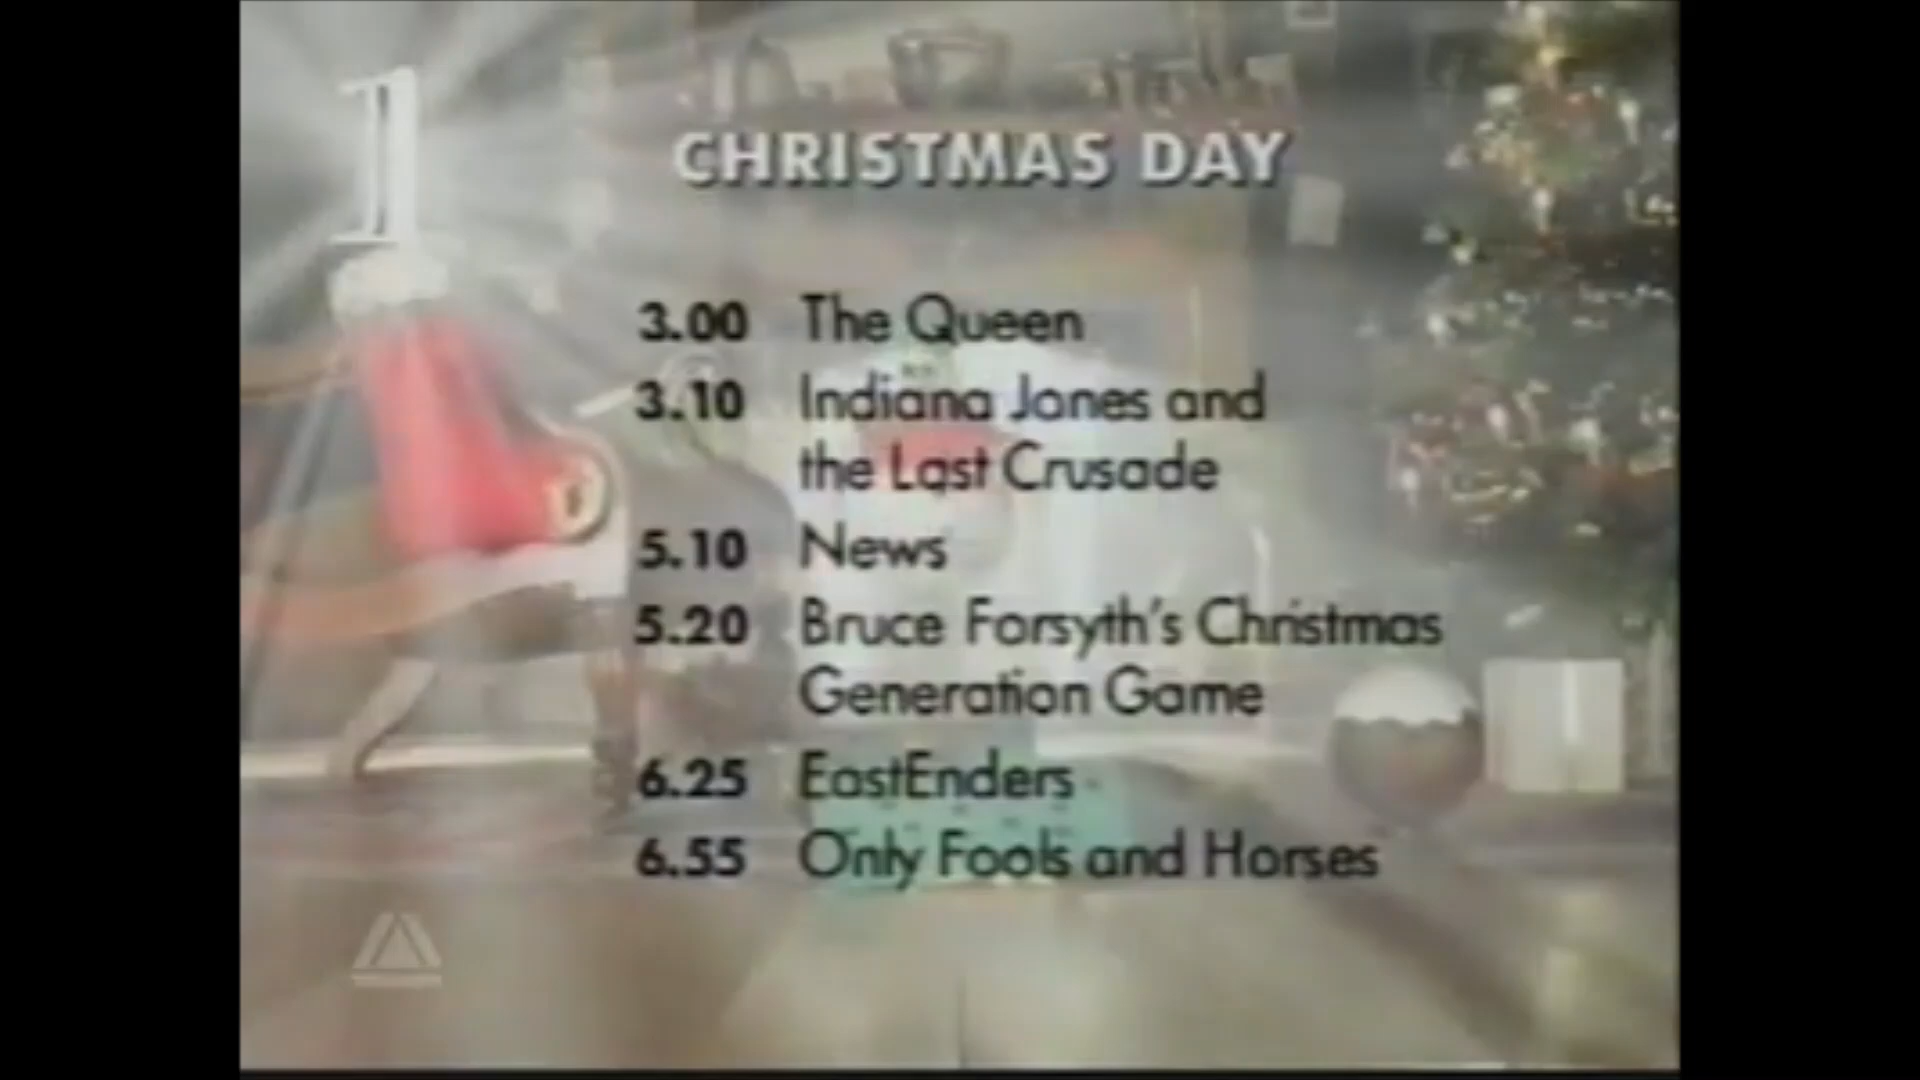 1
CHRISTMAS DAY
3.00 The Queen
3.10 Indiana Jones and
the Last Crusade
5.10 News
5.20 Bruce Forsyth's Christmas
Generation Game
6.25 EastEnders
6.55 Only Fools and Horses